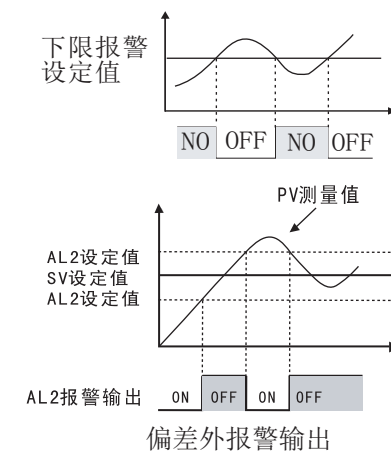 下限报警
设定值
NO OFF NO OFF
PV测量值
AL2设定值
SV设定值
AL2设定值
AL2报警输出 ON OFF ON OFF
偏差外报警输出